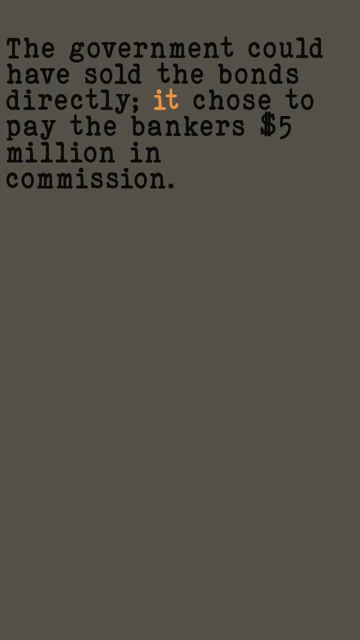 The government could
have sold the bonds
directly; it chose to
pay the bankers $5
million in
commission.